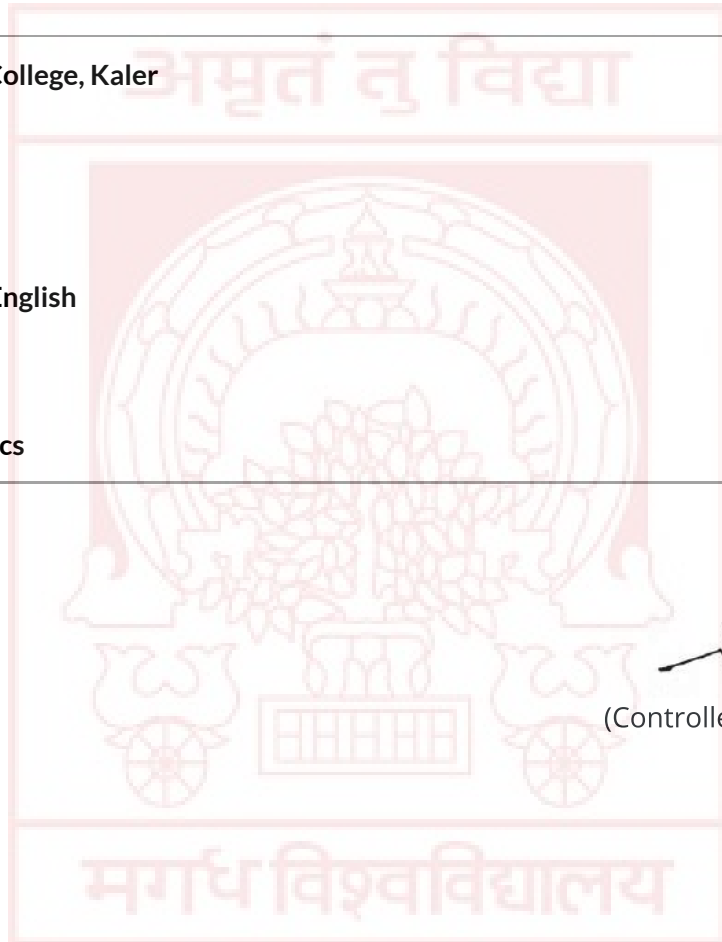 अमृतं तु विद्या
College, Kaler
English
cs
(Controlle
मगध विश्वविद्यालय